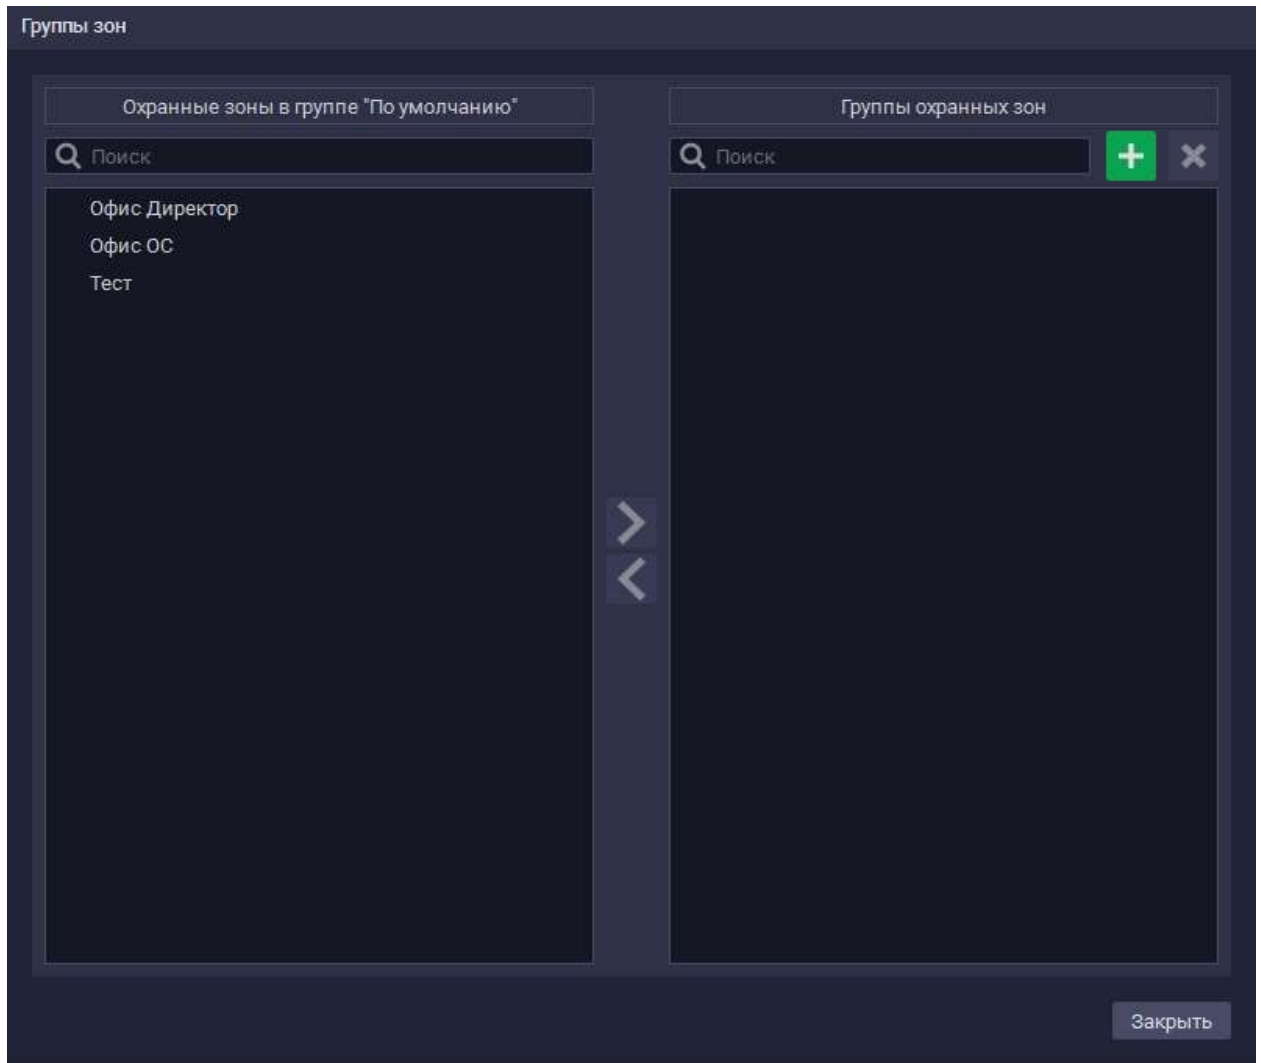 Группы зон
Охранные зоны в группе "По умолчанию"
Группы охранных зон
Поиск
Поиск
Офис Директор
Офис ОС
Тест
Закрыть